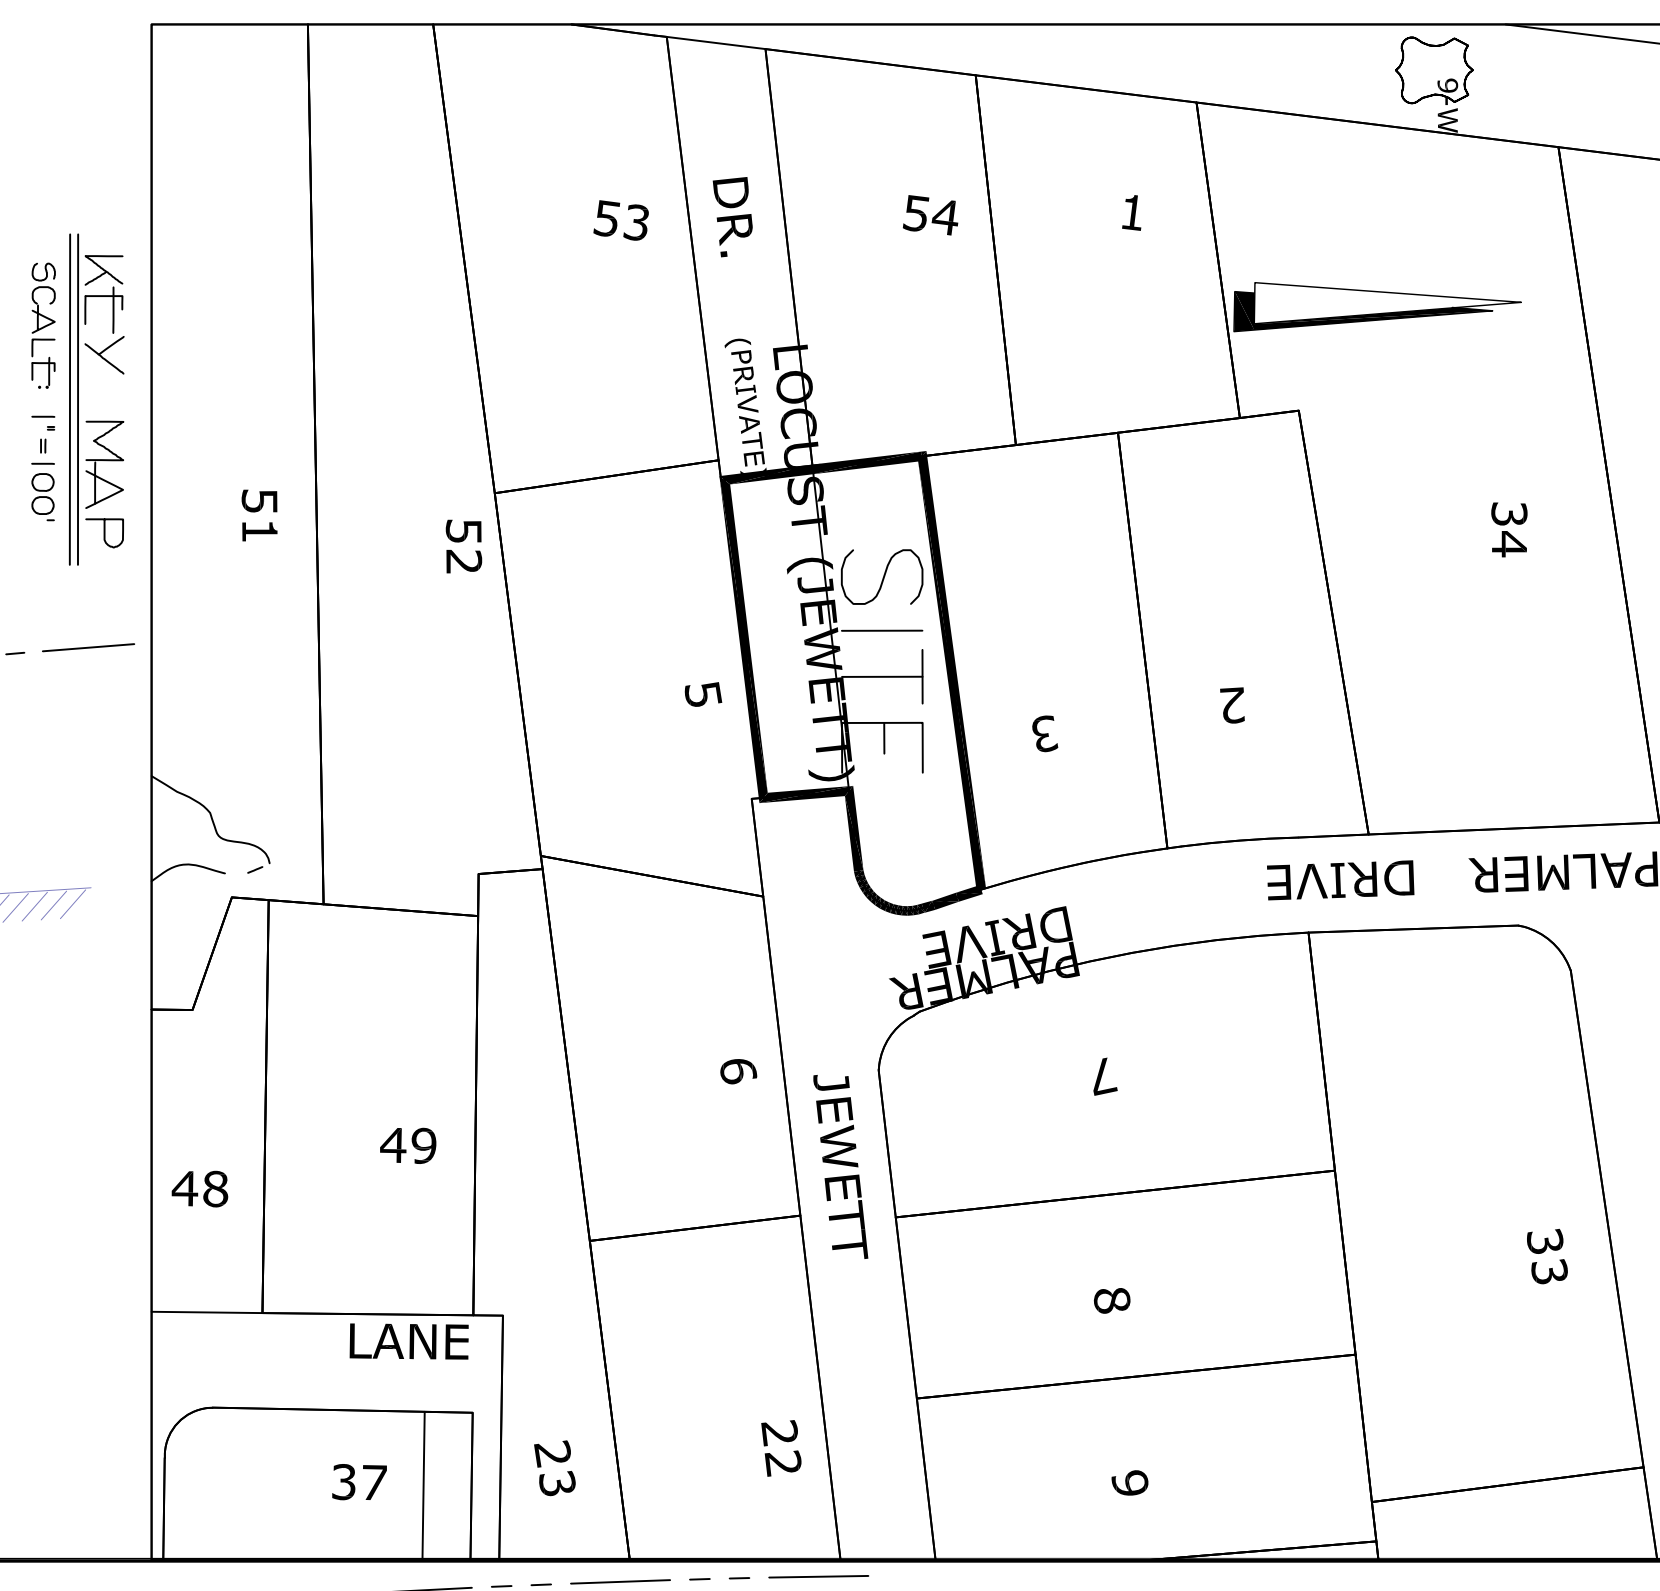 KEY MAP
SCALE: 1"=100'
9-W
53
DR.
54
1
(PRIVATE)
LOCUST (JEWETT)
SITE
51
52
34
5
3
2
PALMER DRIVE
PALMER
DRIVE
6
7
JEWETT
49
48
8
33
LANE
37
23
22
9